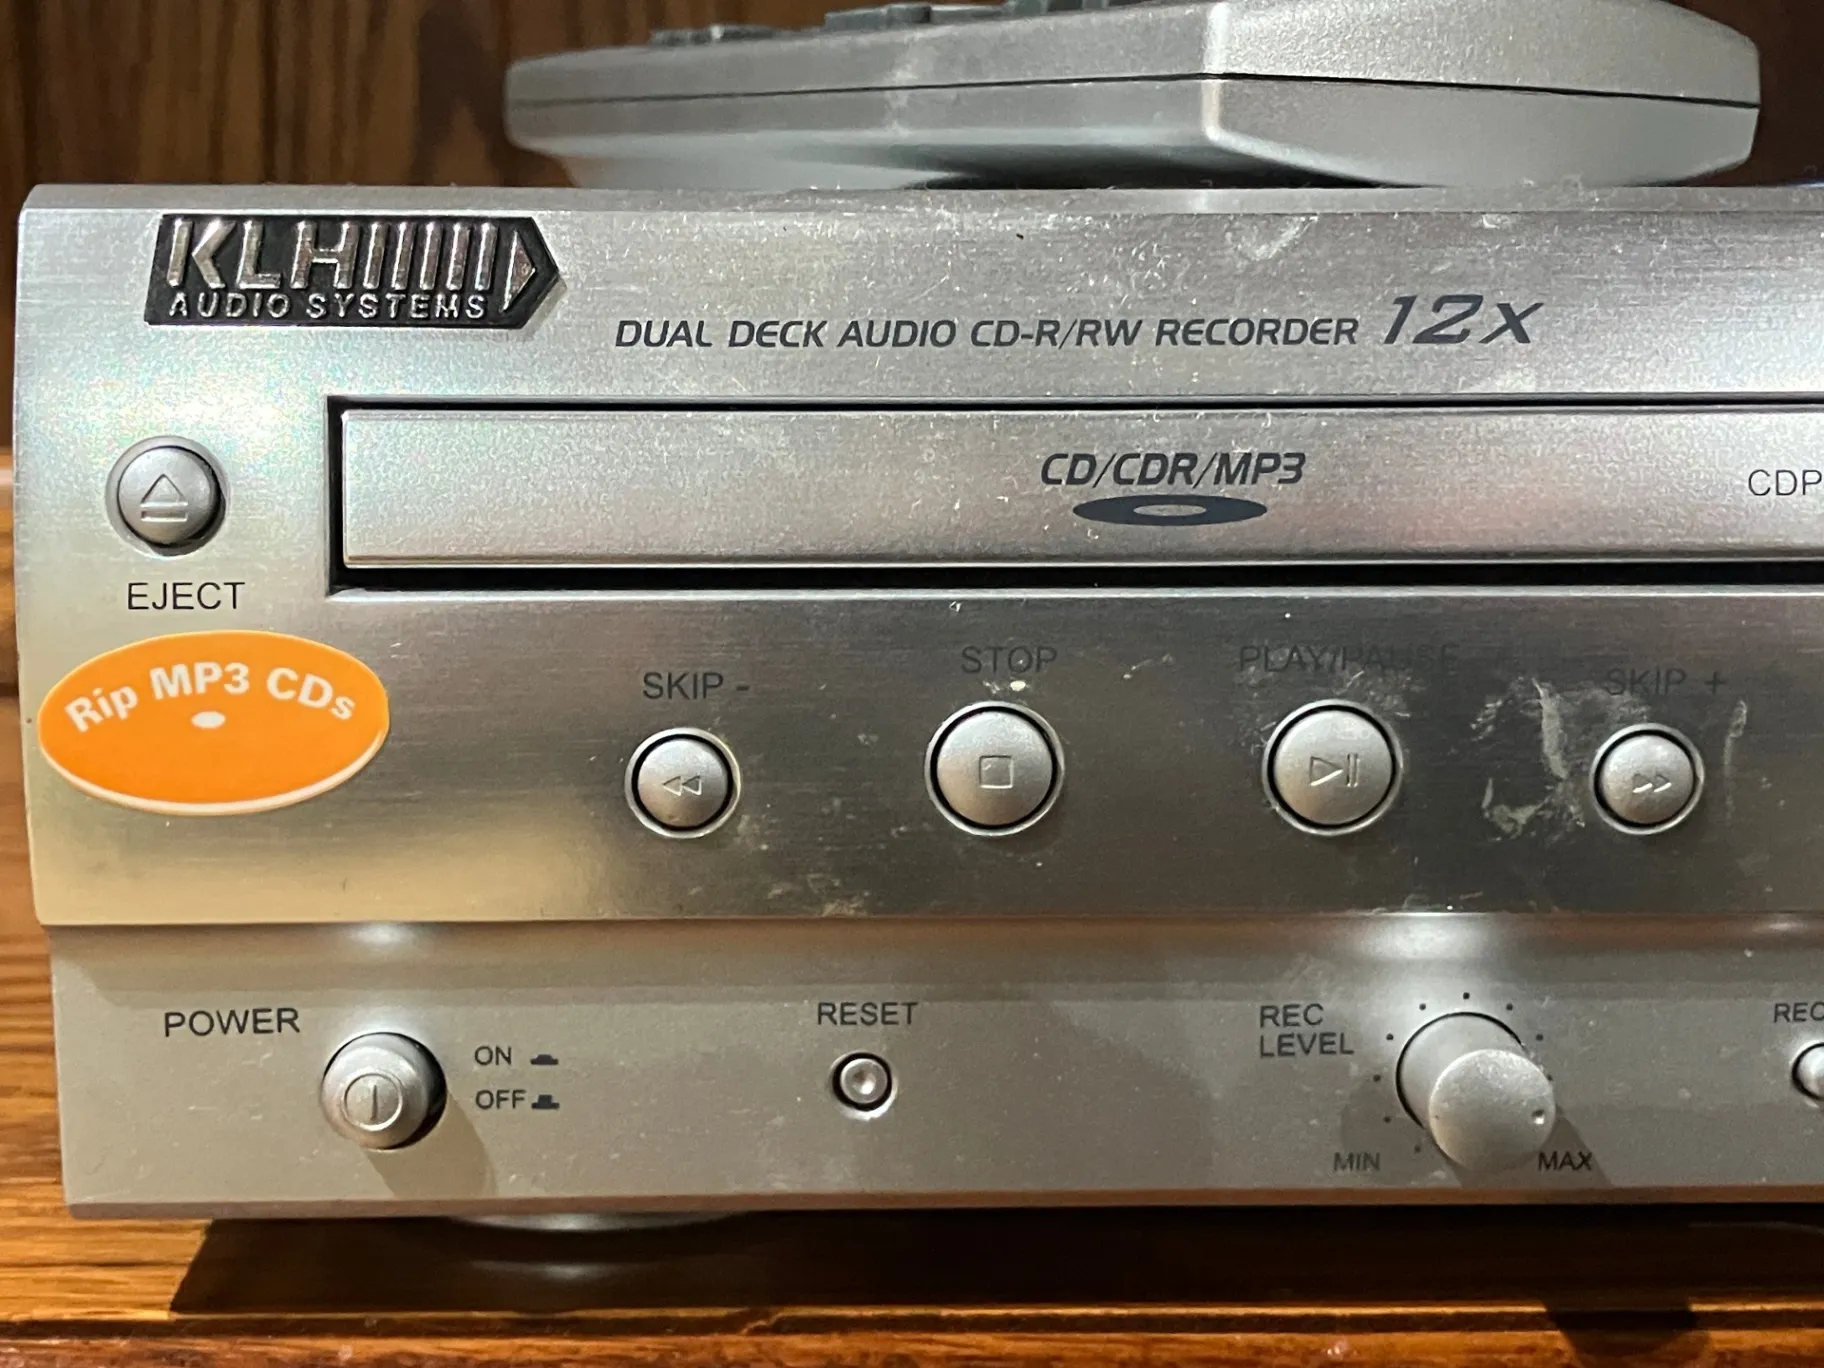 KLH
AUDIO SYSTEMS
DUAL DECK AUDIO CD-R/RW RECORDER 12x
CD/CDR/MP3
CDP
EJECT
Rip MP3 CDs
SKIP -
STOP
PLAY/PAUSE
SKIP +
POWER
ON
OFF
RESET
REC
LEVEL
MIN
MAX
REC